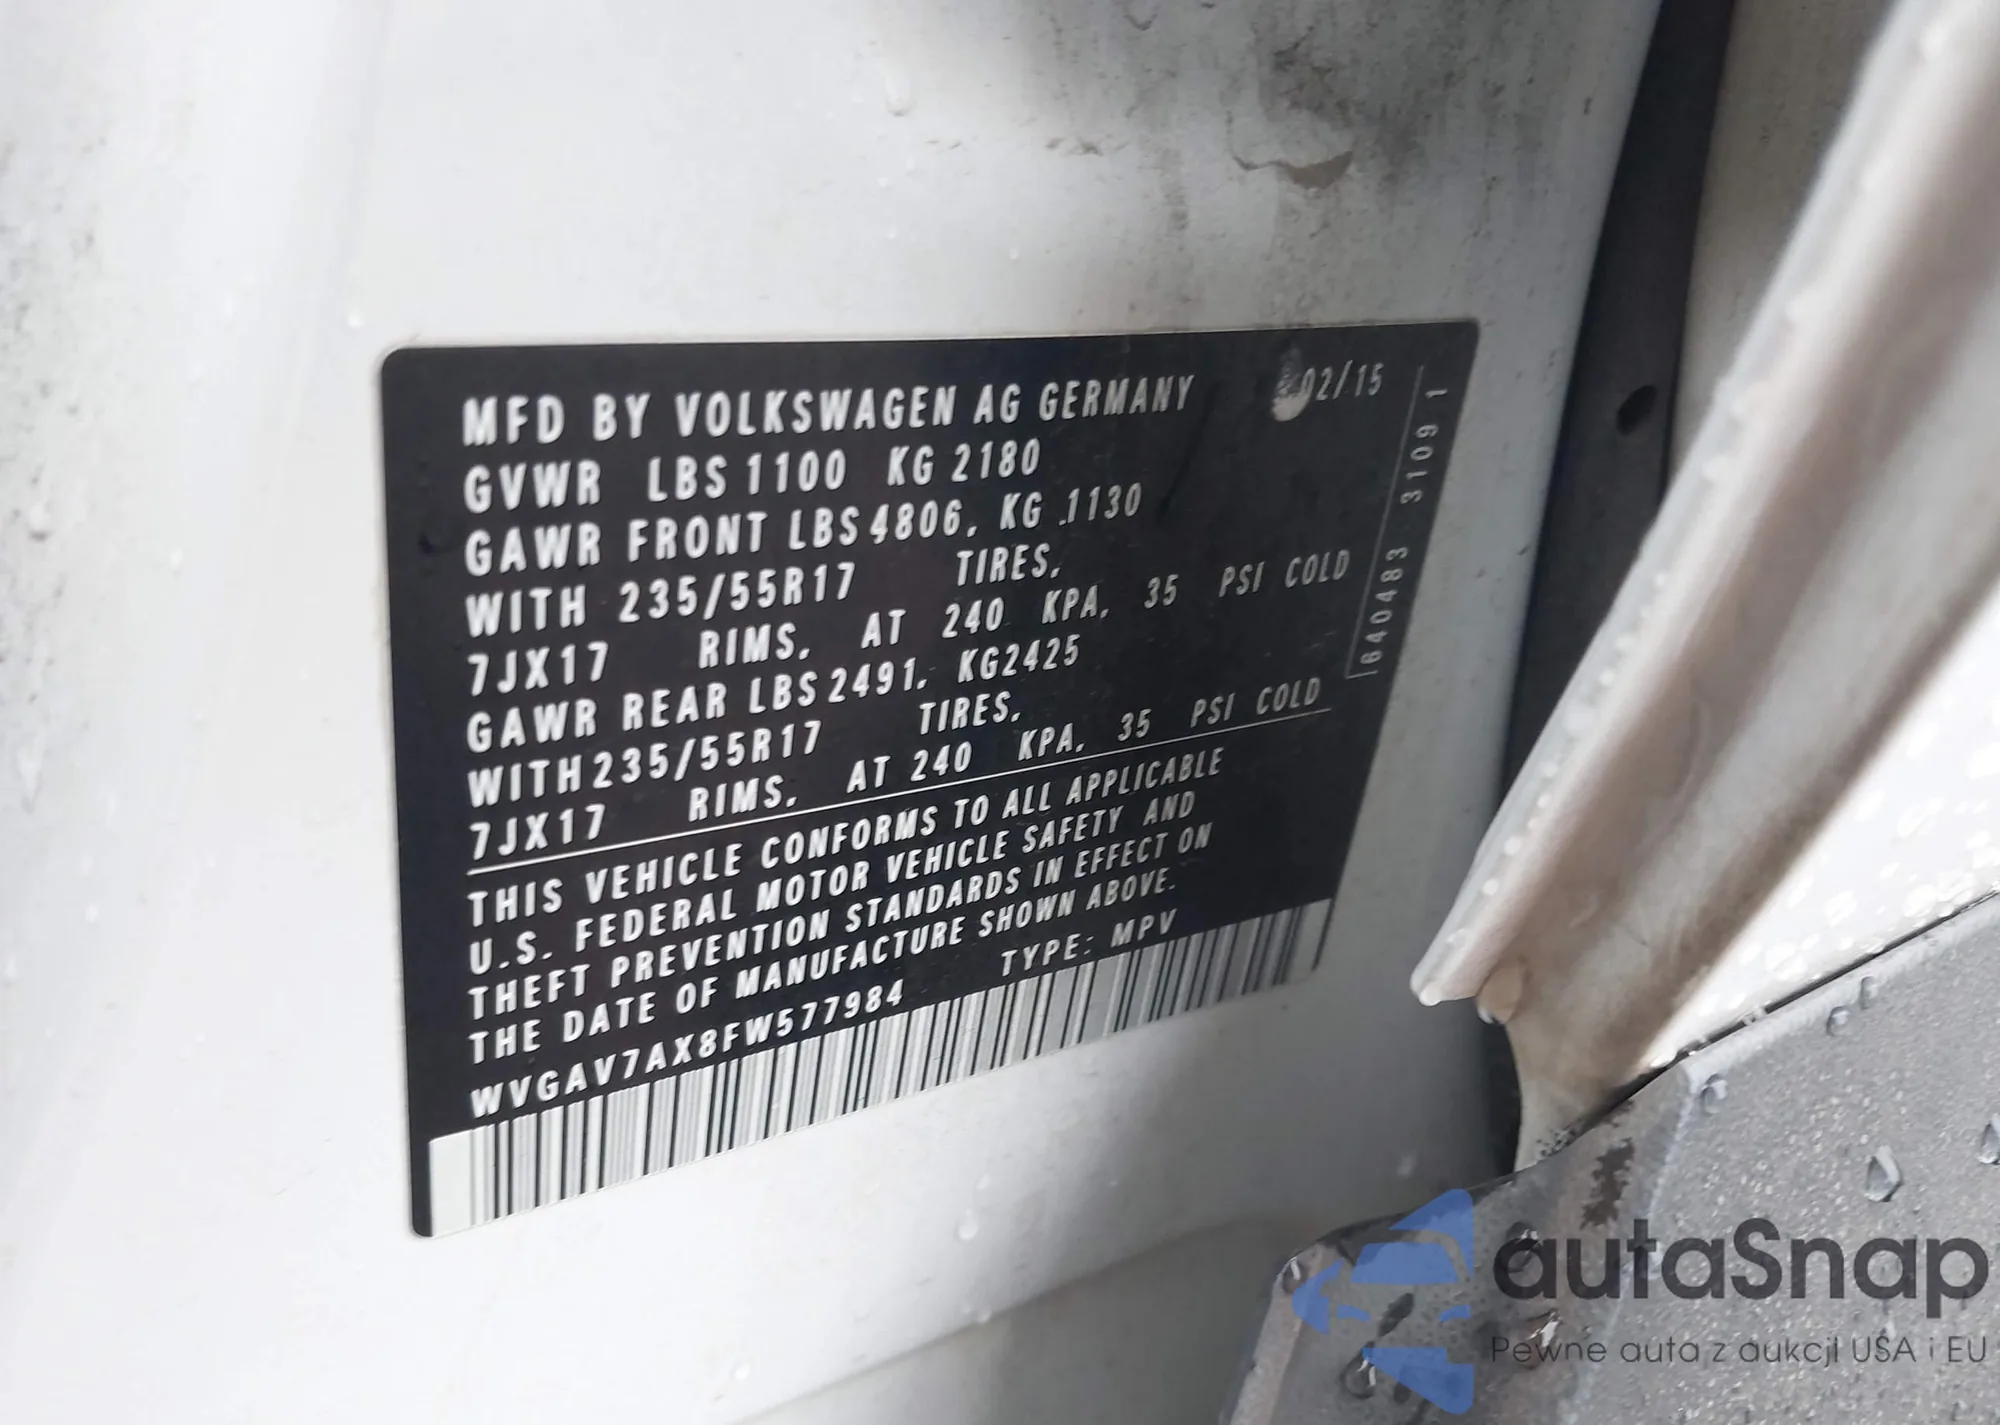 MFD BY VOLKSWAGEN AG GERMANY 02/15
GVWR LBS 1100 KG 2180
GAWR FRONT LBS 4806. KG .1130
WITH 235/55R17 TIRES,
7JX17 RIMS. AT 240 KPA. 35 PSI COLD
GAWR REAR LBS 2491. KG2425
WITH 235/55R17 TIRES,
7JX17 RIMS. AT 240 KPA. 35 PSI COLD
THIS VEHICLE CONFORMS TO ALL APPLICABLE
U.S. FEDERAL MOTOR VEHICLE SAFETY AND
THEFT PREVENTION STANDARDS IN EFFECT ON
THE DATE OF MANUFACTURE SHOWN ABOVE.
WVGAV7AX8FW577984 TYPE: MPV
640483 3109 1
autaSnap
Pewne auta z aukcji USA i EU